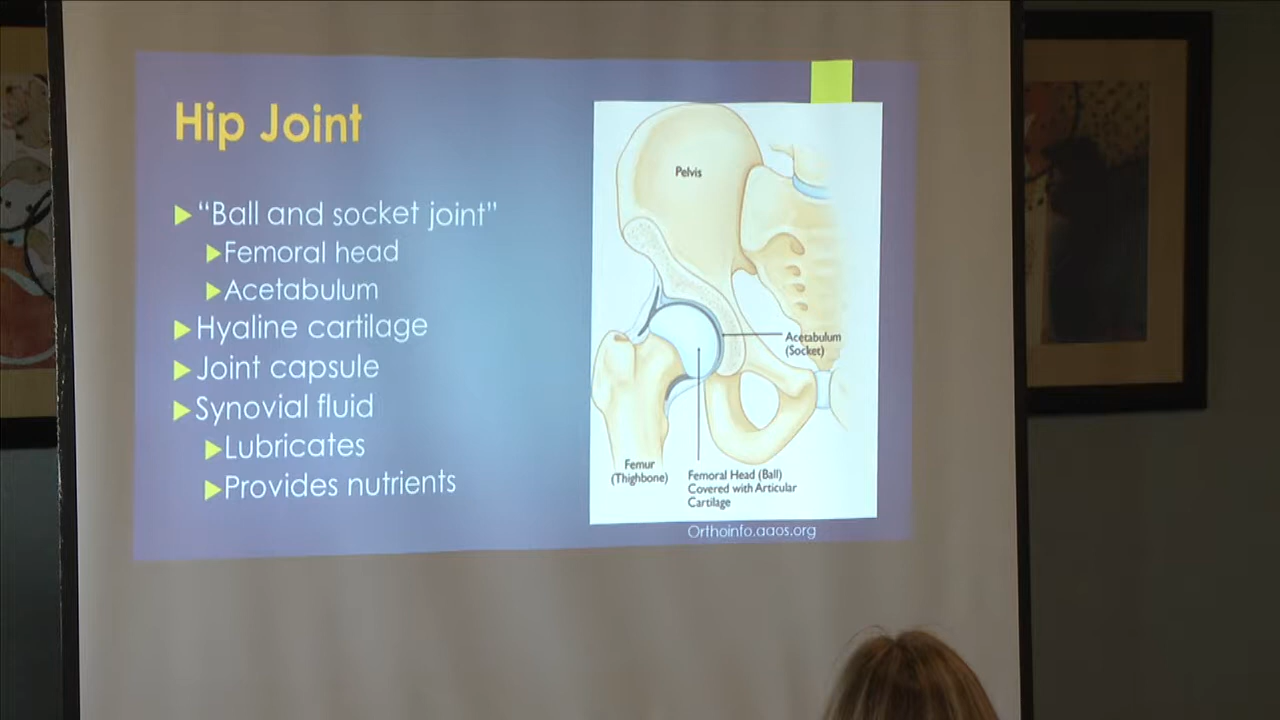 Hip Joint
“Ball and socket joint”
Femoral head
Acetabulum
Hyaline cartilage
Joint capsule
Synovial fluid
Lubricates
Provides nutrients
Pelvis
Acetabulum
(Socket)
Femur
(Thighbone)
Femoral Head (Ball)
Covered with Articular
Cartilage
Orthoinfo.aaos.org